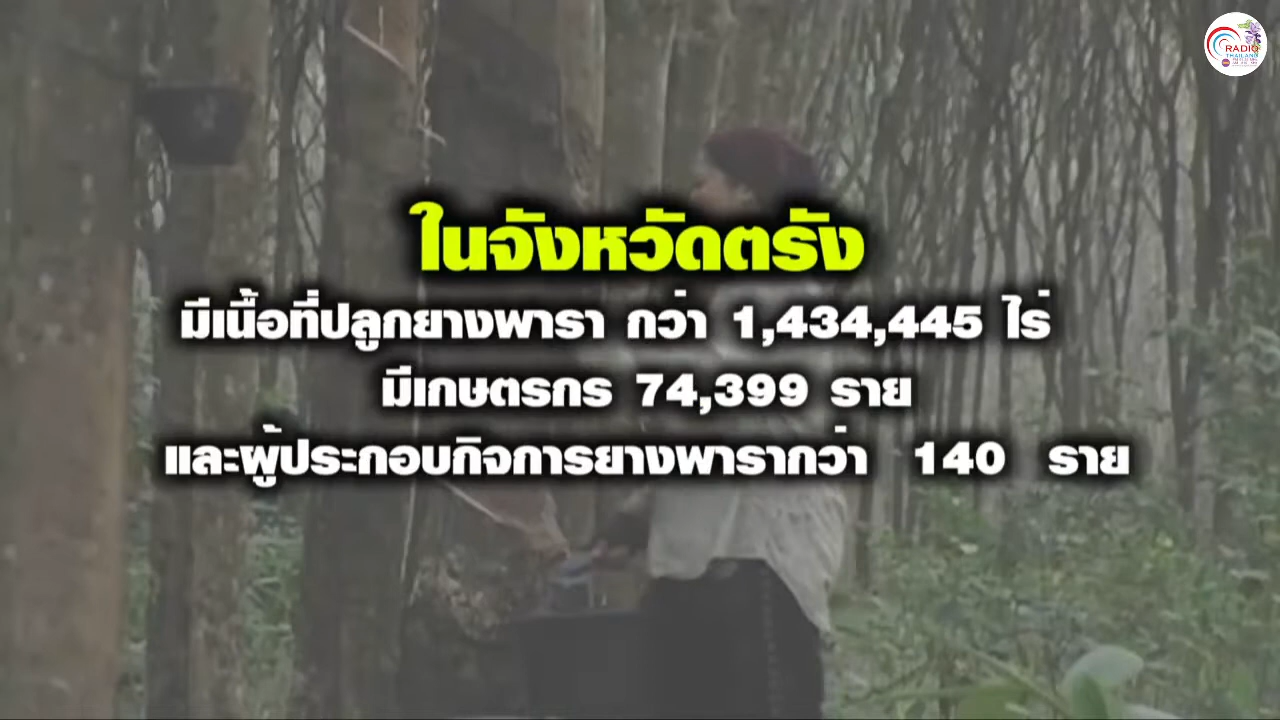 RADIO
THAILAND
ในจังหวัดตรัง
มีเนื้อที่ปลูกยางพารา กว่า 1,434,445 ไร่
มีเกษตรกร 74,399 ราย
และผู้ประกอบกิจการยางพารากว่า 140 ราย